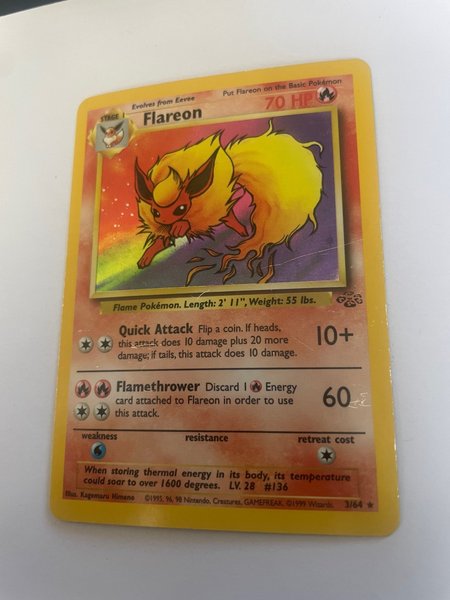 Evolves from Eevee Put Flareon on the Basic Pokémon
STAGE 1 Flareon 70 HP
Flame Pokémon. Length: 2' 11", Weight: 55 lbs.
Quick Attack Flip a coin. If heads,
this attack does 10 damage plus 20 more
damage; if tails, this attack does 10 damage.
10+
Flamethrower Discard 1 Energy
card attached to Flareon in order to use
this attack.
60
weakness resistance retreat cost
When storing thermal energy in its body, its temperature
could soar to over 1600 degrees. LV. 28 #136
Illus. Kagemaru Himeno ©1995, 96, 98 Nintendo, Creatures, GAMEFREAK. ©1999 Wizards. 3/64 ★